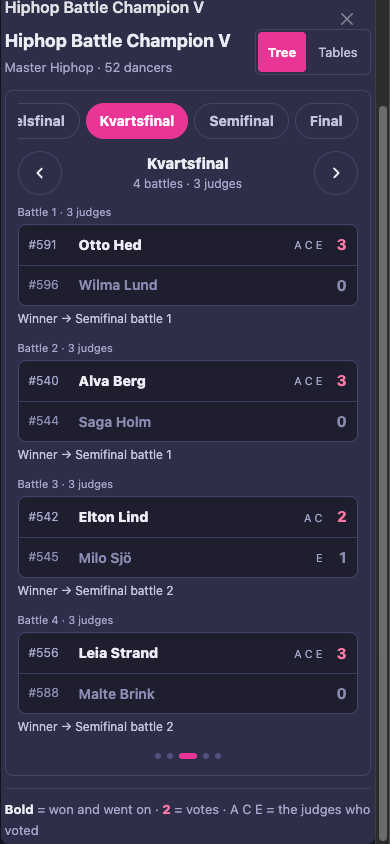 Hiphop Battle Champion V
Hiphop Battle Champion V
Master Hiphop · 52 dancers
Tree
Tables
elsfinal
Kvartsfinal
Semifinal
Final
Kvartsfinal
4 battles · 3 judges
Battle 1 · 3 judges
#591 Otto Hed A C E 3
#596 Wilma Lund 0
Winner → Semifinal battle 1
Battle 2 · 3 judges
#540 Alva Berg A C E 3
#544 Saga Holm 0
Winner → Semifinal battle 1
Battle 3 · 3 judges
#542 Elton Lind A C 2
#545 Milo Sjö E 1
Winner → Semifinal battle 2
Battle 4 · 3 judges
#556 Leia Strand A C E 3
#588 Malte Brink 0
Winner → Semifinal battle 2
Bold = won and went on · 2 = votes · A C E = the judges who
voted